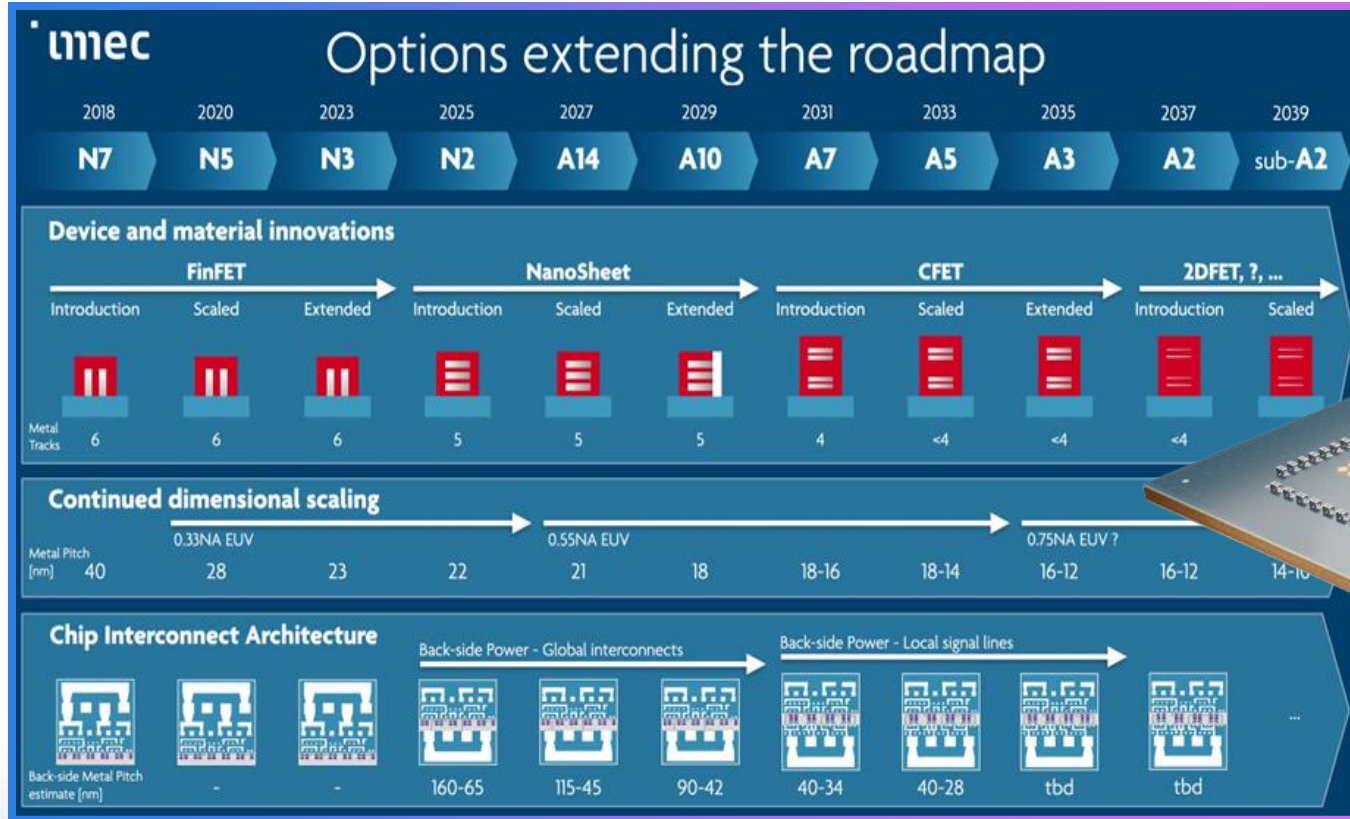 imec
Options extending the roadmap
2018 2020 2023 2025 2027 2029 2031 2033 2035 2037 2039
N7 N5 N3 N2 A14 A10 A7 A5 A3 A2 sub-A2
Device and material innovations
FinFET NanoSheet CFET 2DFET, ?, ...
Introduction Scaled Extended Introduction Scaled Extended Introduction Scaled Extended Introduction Scaled
Metal
Tracks 6 6 6 5 5 5 4 <4 <4 <4
Continued dimensional scaling
0.33NA EUV 0.55NA EUV 0.75NA EUV ?
Metal Pitch
[nm] 40 28 23 22 21 18 18-16 18-14 16-12 16-12 14-10
Chip Interconnect Architecture
Back-side Power - Global interconnects Back-side Power - Local signal lines
...
Back-side Metal Pitch
estimate [nm] - - 160-65 115-45 90-42 40-34 40-28 tbd tbd